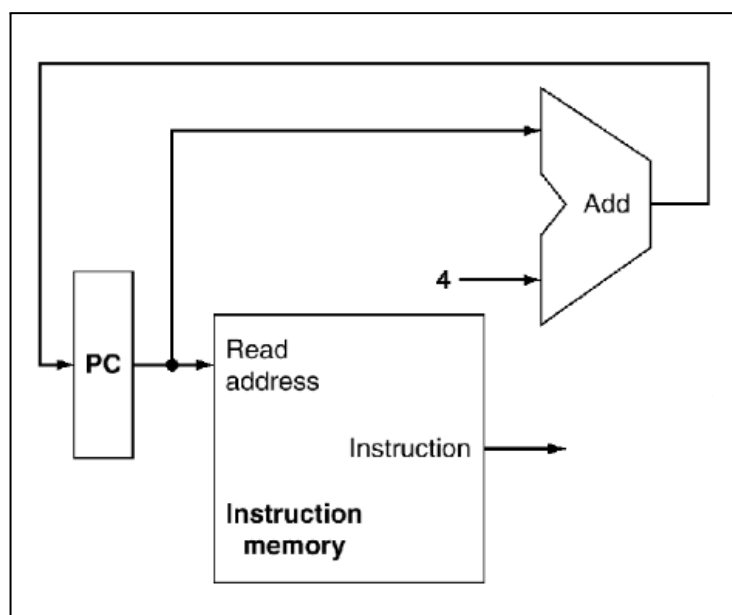 Add
4
PC
Read
address
Instruction
Instruction
memory